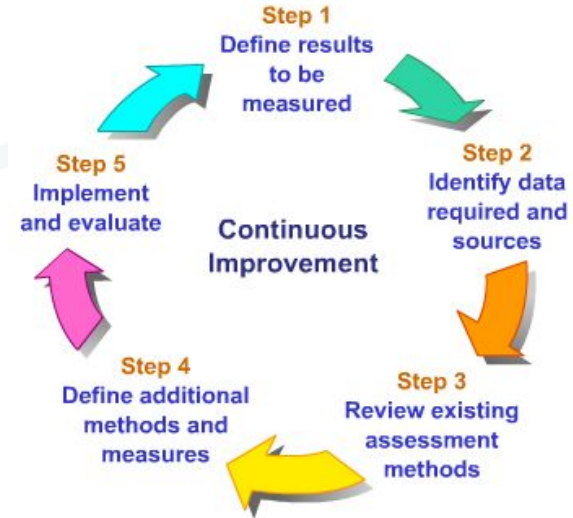 Step 1
Define results
to be
measured
Step 2
Identify data
required and
sources
Step 3
Review existing
assessment
methods
Step 4
Define additional
methods and
measures
Step 5
Implement
and evaluate
Continuous
Improvement